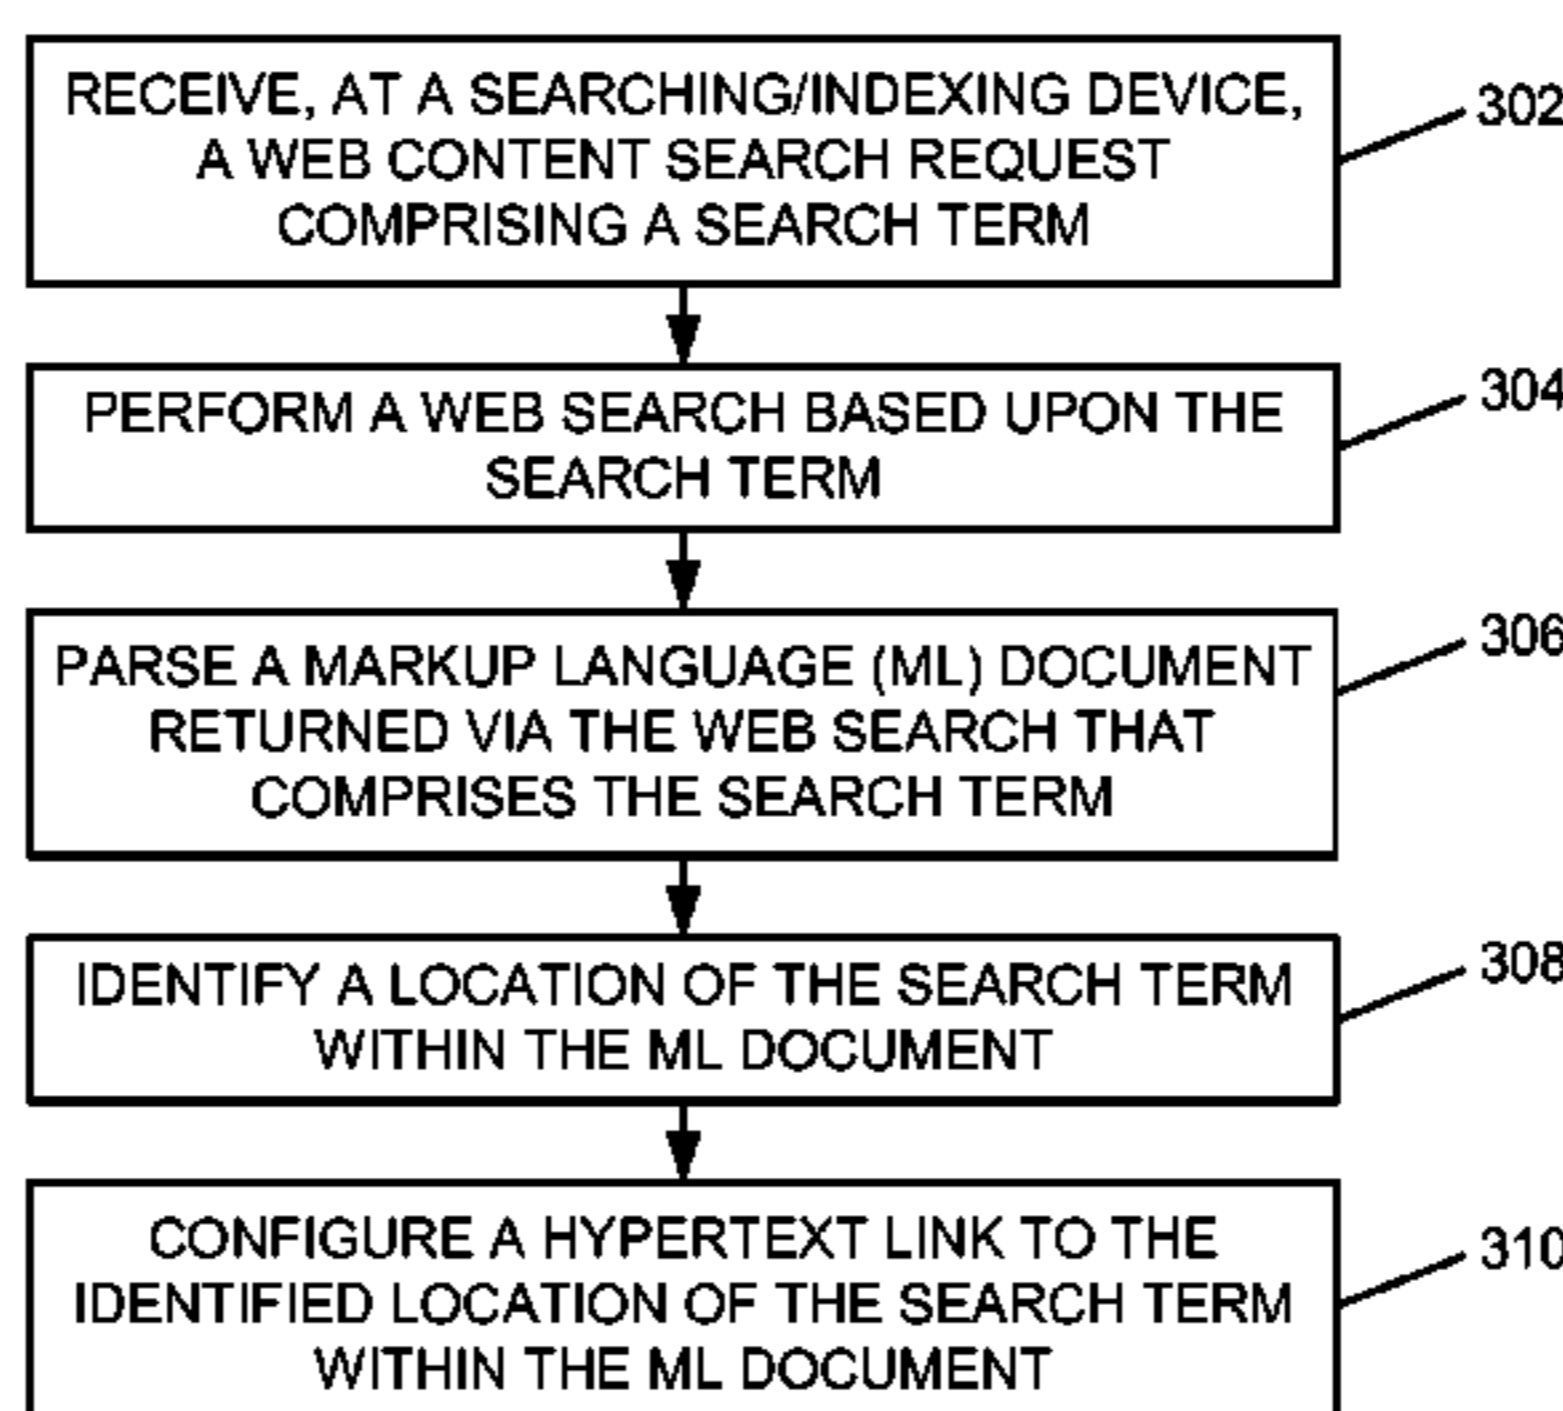 RECEIVE, AT A SEARCHING/INDEXING DEVICE,
A WEB CONTENT SEARCH REQUEST
COMPRISING A SEARCH TERM
302
PERFORM A WEB SEARCH BASED UPON THE
SEARCH TERM
304
PARSE A MARKUP LANGUAGE (ML) DOCUMENT
RETURNED VIA THE WEB SEARCH THAT
COMPRISES THE SEARCH TERM
306
IDENTIFY A LOCATION OF THE SEARCH TERM
WITHIN THE ML DOCUMENT
308
CONFIGURE A HYPERTEXT LINK TO THE
IDENTIFIED LOCATION OF THE SEARCH TERM
WITHIN THE ML DOCUMENT
310